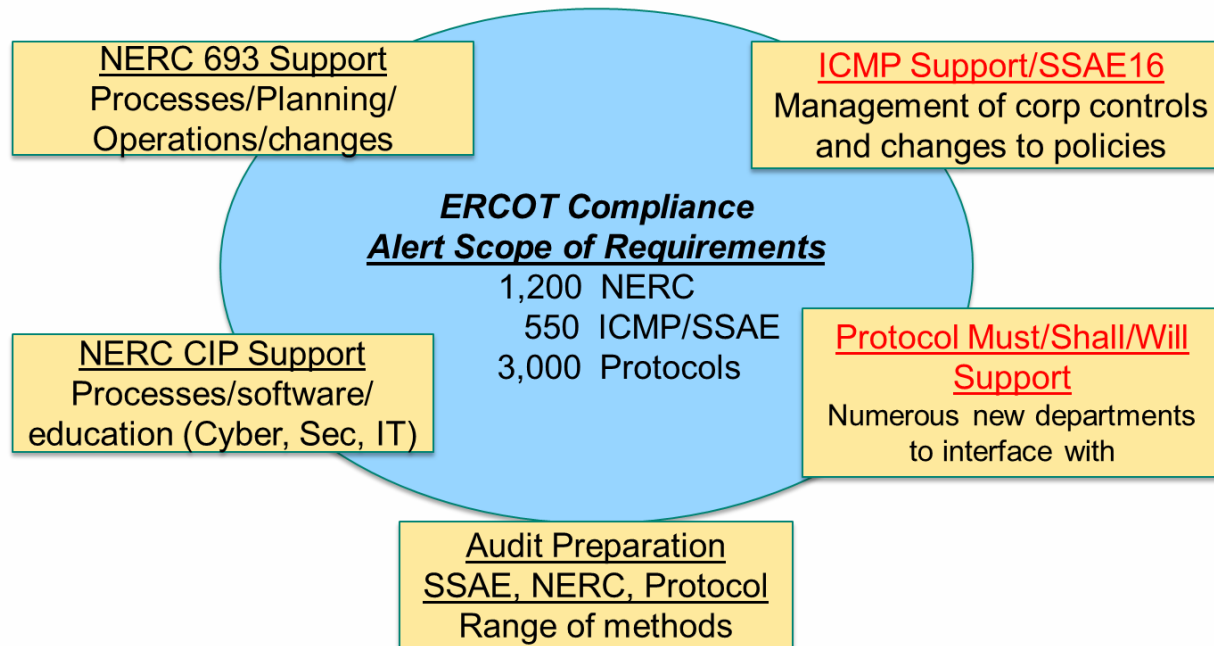 NERC 693 Support
Processes/Planning/
Operations/changes
ICMP Support/SSAE16
Management of corp controls
and changes to policies
ERCOT Compliance
Alert Scope of Requirements
1,200 NERC
550 ICMP/SSAE
3,000 Protocols
NERC CIP Support
Processes/software/
education (Cyber, Sec, IT)
Protocol Must/Shall/Will
Support
Numerous new departments
to interface with
Audit Preparation
SSAE, NERC, Protocol
Range of methods